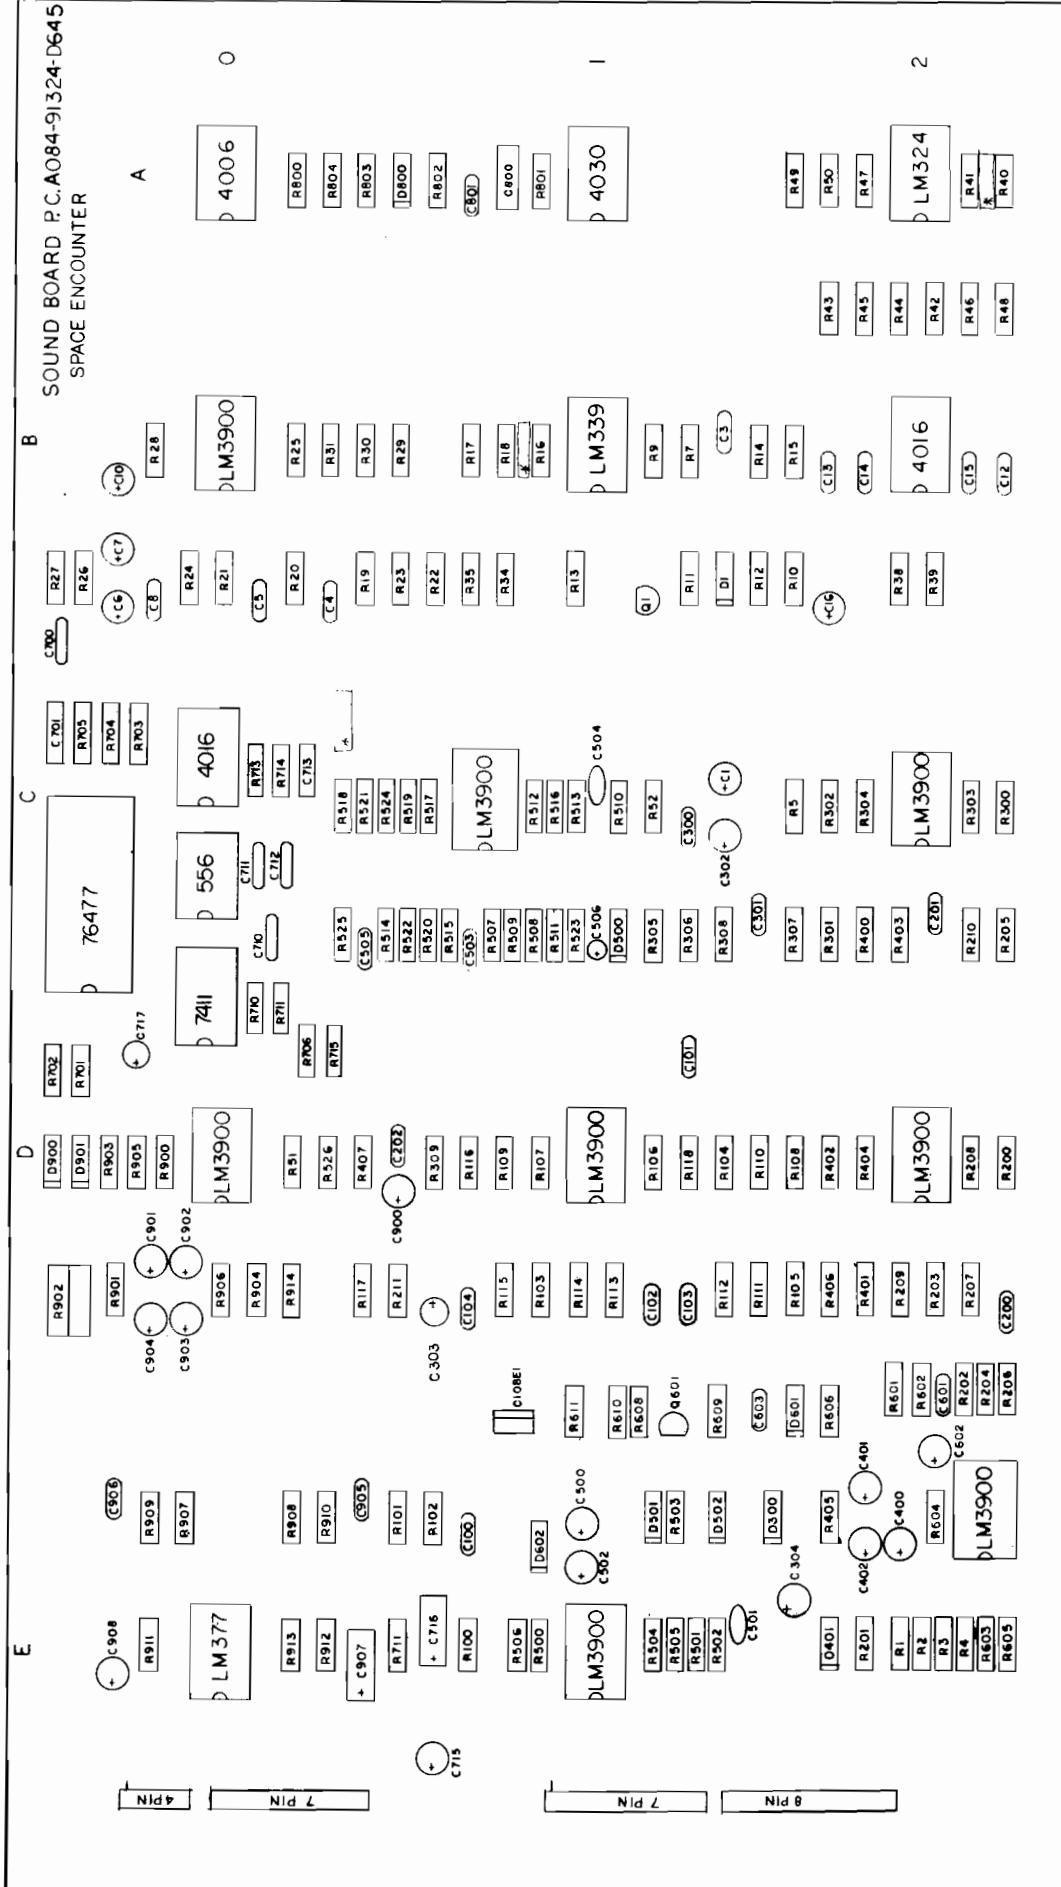 SOUND BOARD P.C. A084-91324-D645
SPACE ENCOUNTER
A
B
C
D
E
0
1
2
4006
R800
R804
R803
D800
R802
C801
C800
R801
4030
R49
R50
R47
LM324
R41
*
R40
R43
R45
R44
R42
R46
R48
+C10
R28
LM3900
R25
R31
R30
R29
R17
R18
*
R16
LM339
R9
R7
C3
R14
R15
C13
C14
4016
C15
C12
R27
R26
+C7
+C6
C8
R24
R21
C5
R20
C4
R19
R23
R22
R35
R34
R13
Q1
R11
D1
R12
R10
+C16
R38
R39
C700
C701
R705
R704
R703
4016
R713
R714
C713
*
R518
R521
R524
R519
R517
LM3900
R512
R516
R513
C504
R510
R52
C300
+C1
C302
+
R5
R302
R304
LM3900
R303
R300
76477
556
C711
C712
C710
7411
R710
R711
R706
R715
R525
C505
R514
R522
R520
R515
C503
R507
R509
R508
R511
R523
+
C506
D500
R305
R306
R308
C301
R307
R301
R400
R403
C201
R210
R205
R702
R701
+
C717
C101
D900
D901
R903
R905
R900
LM3900
R51
R526
R407
C202
C900
+
R309
R116
R109
R107
LM3900
R106
R118
R104
R110
R108
R402
R404
LM3900
R208
R200
R902
R901
C901
+
C902
+
C904
+
C903
+
R906
R904
R914
R117
R211
C303
+
C104
R115
R103
R114
R113
C102
C103
R112
R111
R105
R406
R401
R209
R203
R207
C200
C108E1
R611
R610
R608
Q601
R609
C603
D601
R606
R601
R602
C601
R202
R204
R206
C906
R909
R907
R908
R910
C905
R101
R102
C100
D602
C500
+
C502
+
D501
R503
D502
D300
C304
+
R405
C401
+
C402
+
C400
+
R604
C602
+
LM3900
C908
+
R911
LM377
R913
R912
+ C907
R711
+ C716
R100
R506
R500
LM3900
R504
R505
R501
R502
C501
D401
R201
R1
R2
R3
R4
R603
R605
+
C715
4 PIN
7 PIN
7 PIN
8 PIN